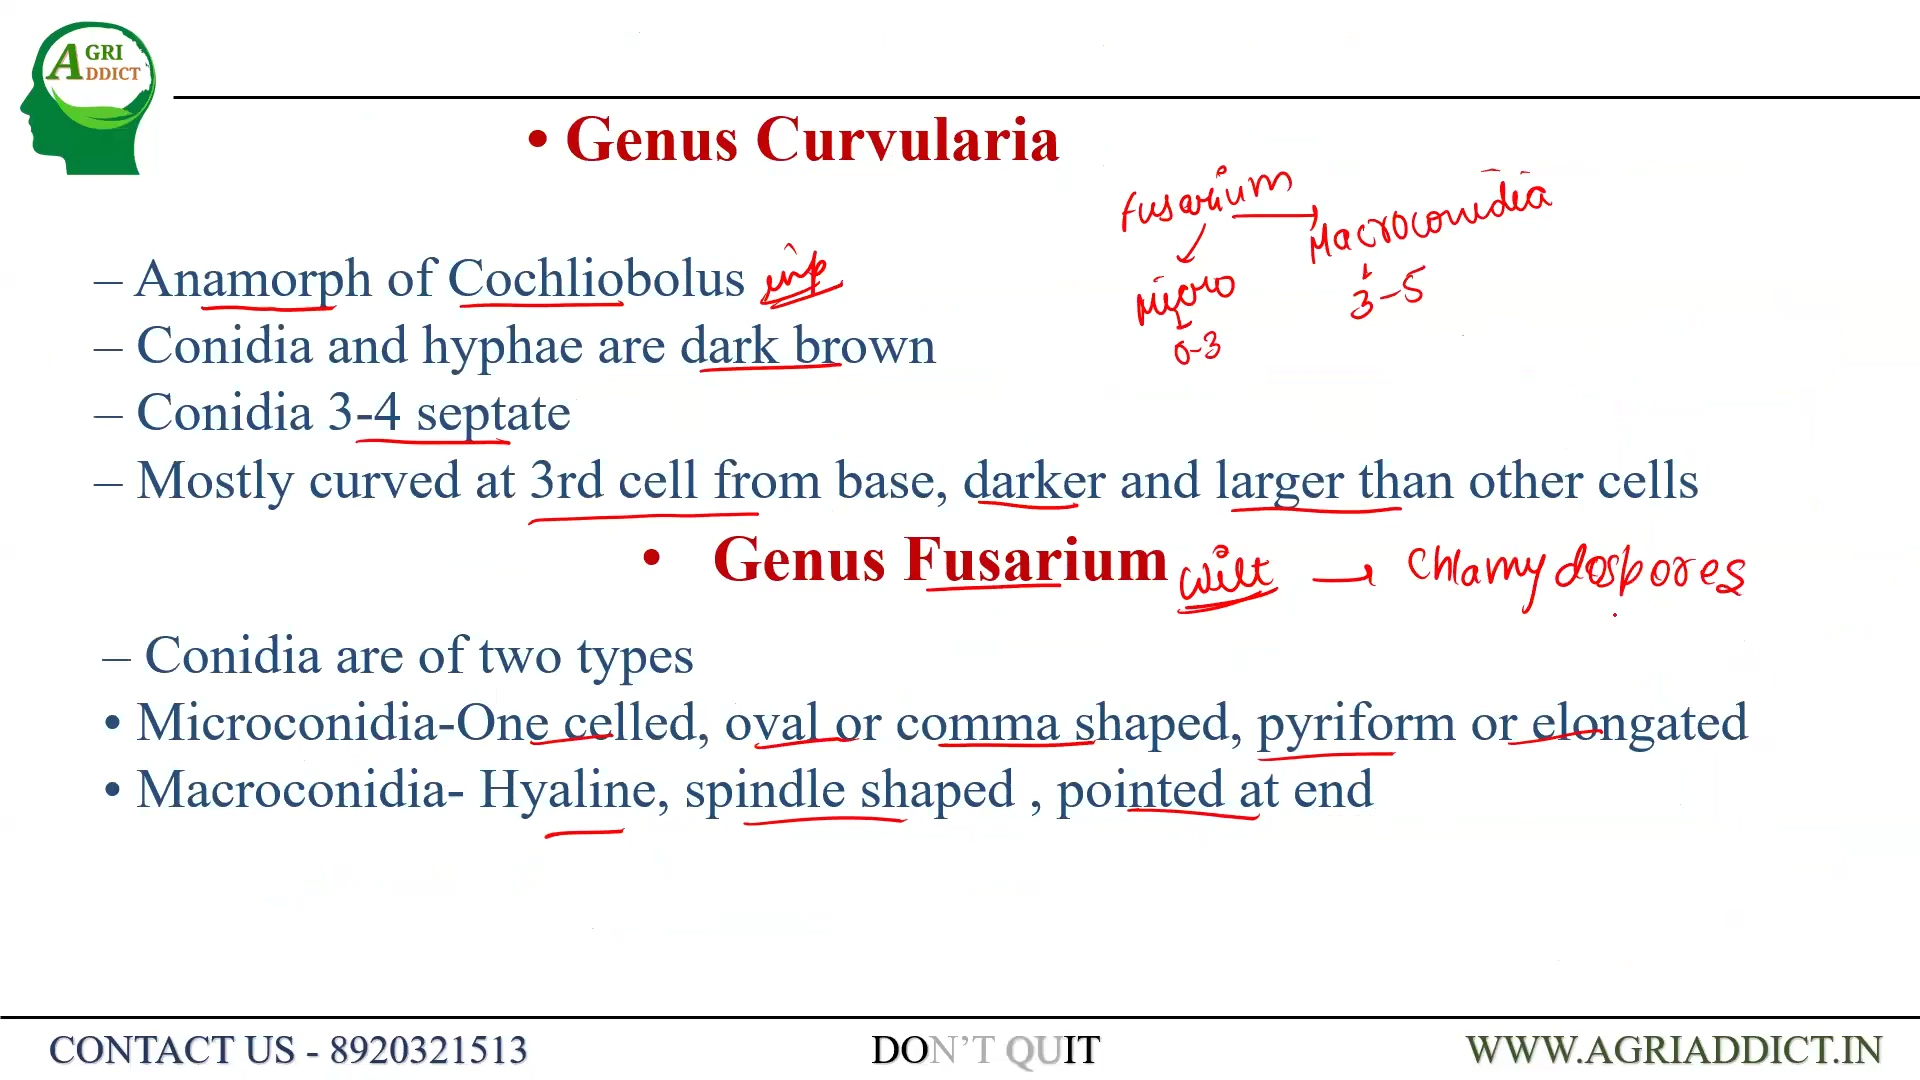 AGRI
ADDICT
• Genus Curvularia
Fusarium → Macroconidia
micro
3-5
0-3
– Anamorph of Cochliobolus imp
– Conidia and hyphae are dark brown
– Conidia 3-4 septate
– Mostly curved at 3rd cell from base, darker and larger than other cells
• Genus Fusarium wilt → Chlamydospores
– Conidia are of two types
• Microconidia-One celled, oval or comma shaped, pyriform or elongated
• Macroconidia- Hyaline, spindle shaped , pointed at end
CONTACT US - 8920321513 DON'T QUIT WWW.AGRIADDICT.IN